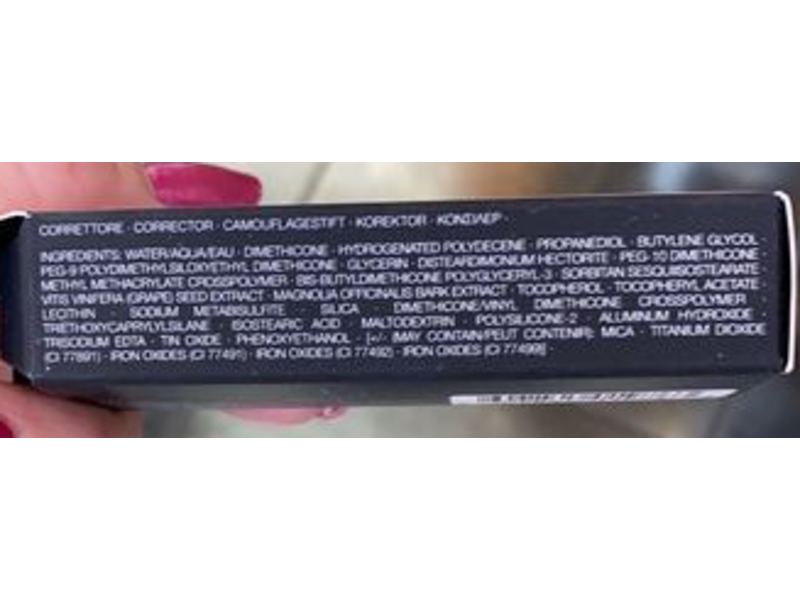 CORRETTORE · CORRECTOR · CAMOUFLAGESTIFT · KOREKTOR · ΚΟΝΣΙΛΕΡ ·
INGREDIENTS: WATER/AQUA/EAU · DIMETHICONE · HYDROGENATED POLYDECENE · PROPANEDIOL · BUTYLENE GLYCOL ·
PEG-9 POLYDIMETHYLSILOXYETHYL DIMETHICONE · GLYCERIN · DISTEARDIMONIUM HECTORITE · PEG-10 DIMETHICONE
METHYL METHACRYLATE CROSSPOLYMER · BIS-BUTYLDIMETHICONE POLYGLYCERYL-3 · SORBITAN SESQUIISOSTEARATE
VITIS VINIFERA (GRAPE) SEED EXTRACT · MAGNOLIA OFFICINALIS BARK EXTRACT · TOCOPHEROL · TOCOPHERYL ACETATE
LECITHIN · SODIUM METABISULFITE · SILICA · DIMETHICONE/VINYL DIMETHICONE CROSSPOLYMER
TRIETHOXYCAPRYLYLSILANE · ISOSTEARIC ACID · MALTODEXTRIN · POLYSILICONE-2 · ALUMINUM HYDROXIDE ·
TRISODIUM EDTA · TIN OXIDE · PHENOXYETHANOL · [+/- (MAY CONTAIN/PEUT CONTENIR): MICA · TITANIUM DIOXIDE
(CI 77891) · IRON OXIDES (CI 77491) · IRON OXIDES (CI 77492) · IRON OXIDES (CI 77499)]